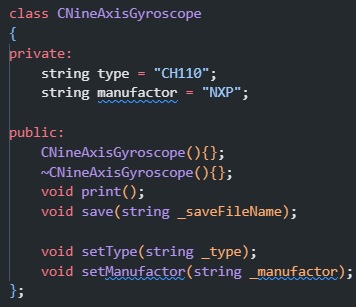 class CNineAxisGyroscope
{
private:
    string type = "CH110";
    string manufactor = "NXP";

public:
    CNineAxisGyroscope(){};
    ~CNineAxisGyroscope(){};
    void print();
    void save(string _saveFileName);

    void setType(string _type);
    void setManufactor(string _manufactor);
};